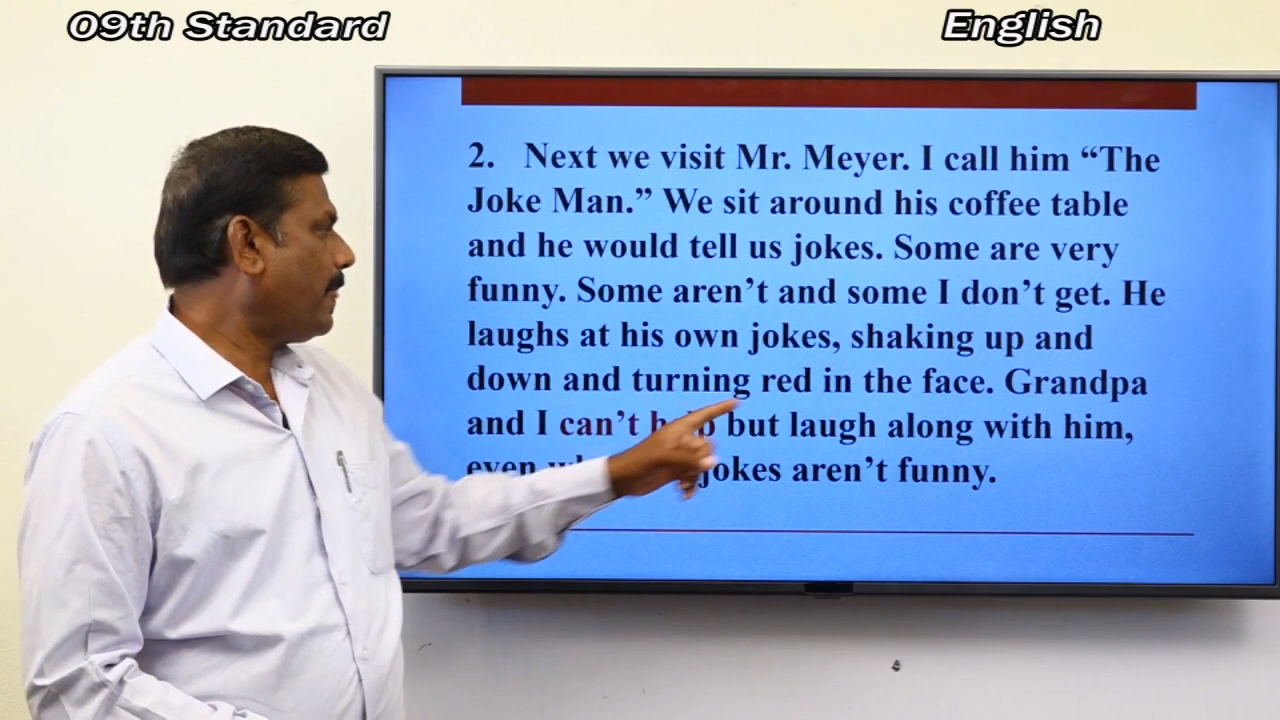 09th Standard
English
2. Next we visit Mr. Meyer. I call him “The
Joke Man.” We sit around his coffee table
and he would tell us jokes. Some are very
funny. Some aren’t and some I don’t get. He
laughs at his own jokes, shaking up and
down and turning red in the face. Grandpa
and I can’t help but laugh along with him,
even jokes aren’t funny.